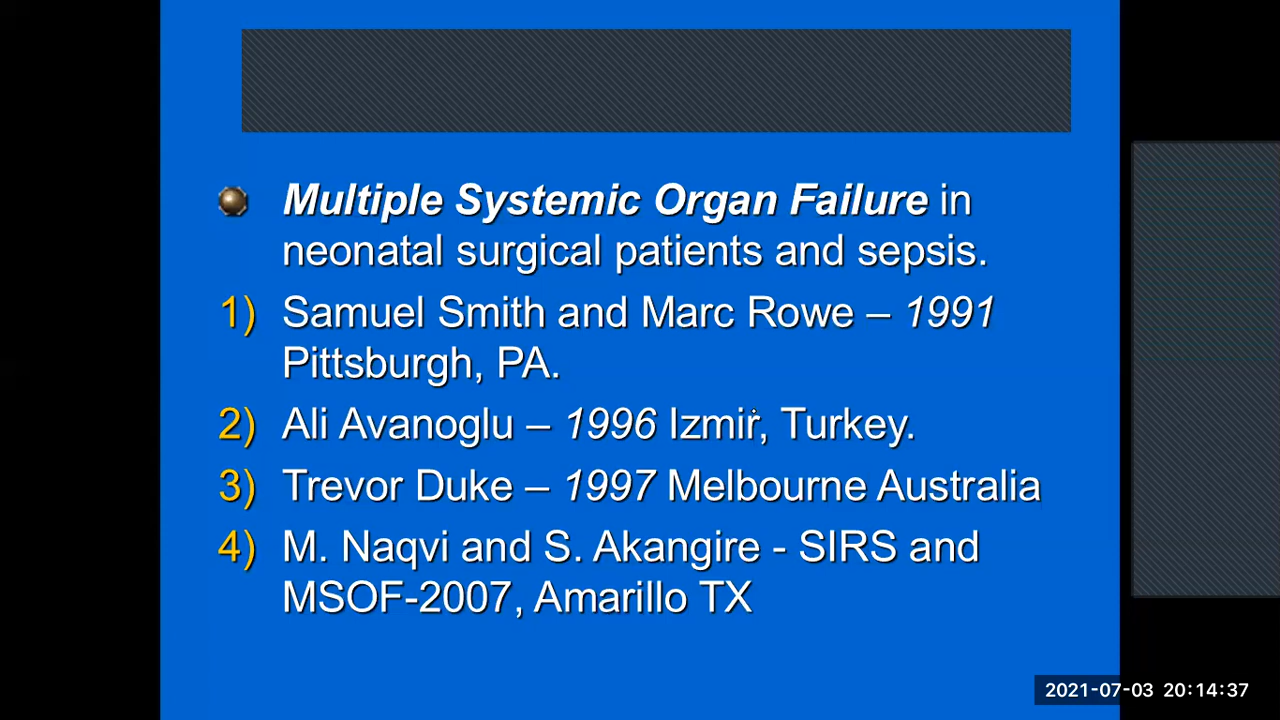 Multiple Systemic Organ Failure in
neonatal surgical patients and sepsis.
1) Samuel Smith and Marc Rowe – 1991
Pittsburgh, PA.
2) Ali Avanoglu – 1996 Izmir, Turkey.
3) Trevor Duke – 1997 Melbourne Australia
4) M. Naqvi and S. Akangire - SIRS and
MSOF-2007, Amarillo TX
2021-07-03 20:14:37